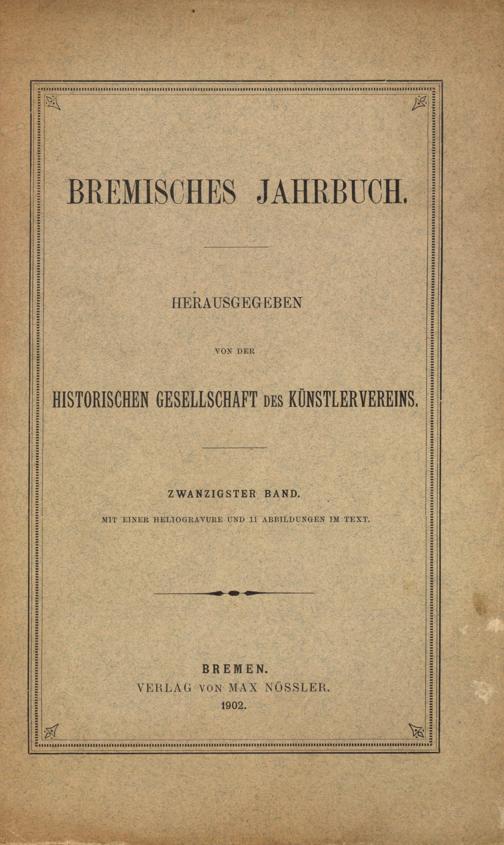 BREMISCHES JAHRBUCH.
HERAUSGEGEBEN
VON DER
HISTORISCHEN GESELLSCHAFT DES KÜNSTLERVEREINS.
ZWANZIGSTER BAND.
MIT EINER HELIOGRAVURE UND 11 ABBILDUNGEN IM TEXT.
BREMEN.
VERLAG VON MAX NÖSSLER.
1902.